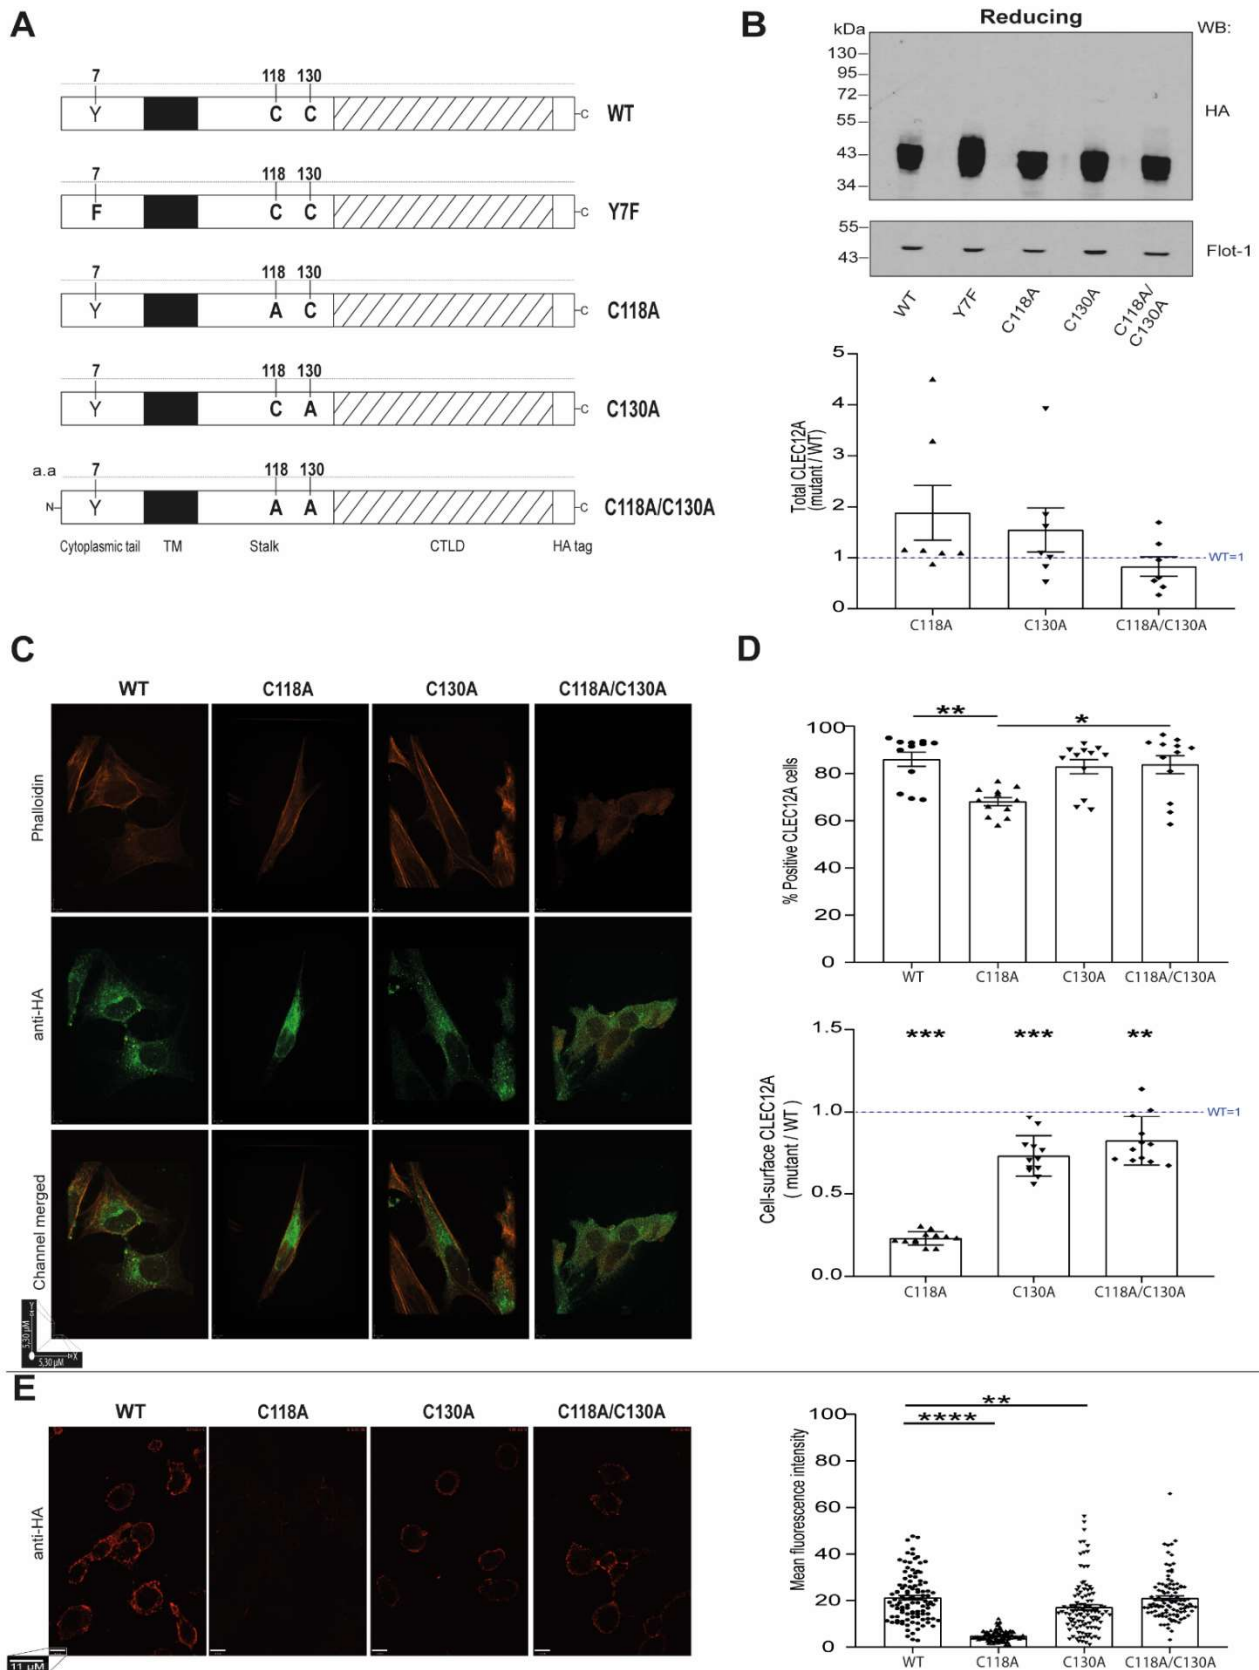 A
7 118 130
Y C C C WT
7 118 130
F C C C Y7F
7 118 130
Y A C C C118A
7 118 130
Y C A C C130A
a.a 7 118 130
N Y A A C C118A/C130A
Cytoplasmic tail TM Stalk CTLD HA tag
B
Reducing
kDa WB:
130
95
72
55
HA
43
34
55
Flot-1
43
WT Y7F C118A C130A C118A/
C130A
Total CLEC12A
(mutant / WT)
5
4
3
2
1 WT=1
0
C118A C130A C118A/C130A
C
WT C118A C130A C118A/C130A
Phalloidin
anti-HA
Channel merged
Y
5,30 µM
5,30 µM X
D
** *
% Positive CLEC12A cells
100
80
60
40
20
0
WT C118A C130A C118A/C130A
Cell-surface CLEC12A
( mutant / WT )
1.5
*** *** **
1.0 WT=1
0.5
0.0
C118A C130A C118A/C130A
E
WT C118A C130A C118A/C130A
anti-HA
11 µM
**
****
Mean fluorescence intensity
100
80
60
40
20
0
WT C118A C130A C118A/C130A